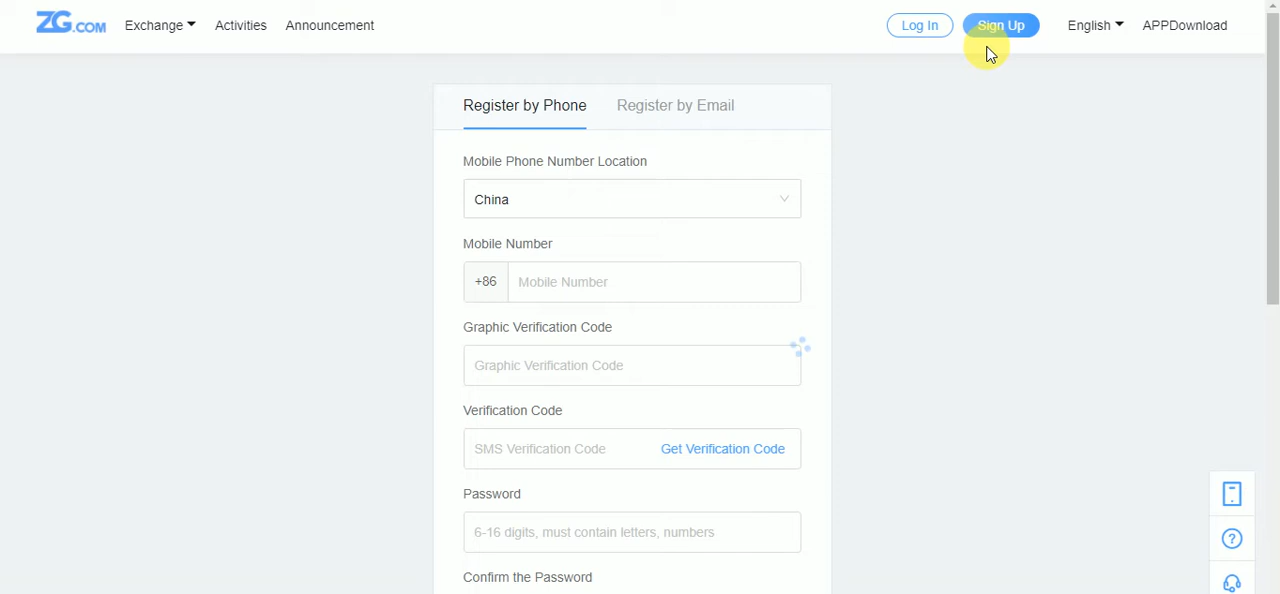 ZG.COM Exchange Activities Announcement Log In Sign Up English APPDownload
Register by Phone Register by Email
Mobile Phone Number Location
China
Mobile Number
+86 Mobile Number
Graphic Verification Code
Graphic Verification Code
Verification Code
SMS Verification Code Get Verification Code
Password
6-16 digits, must contain letters, numbers
Confirm the Password